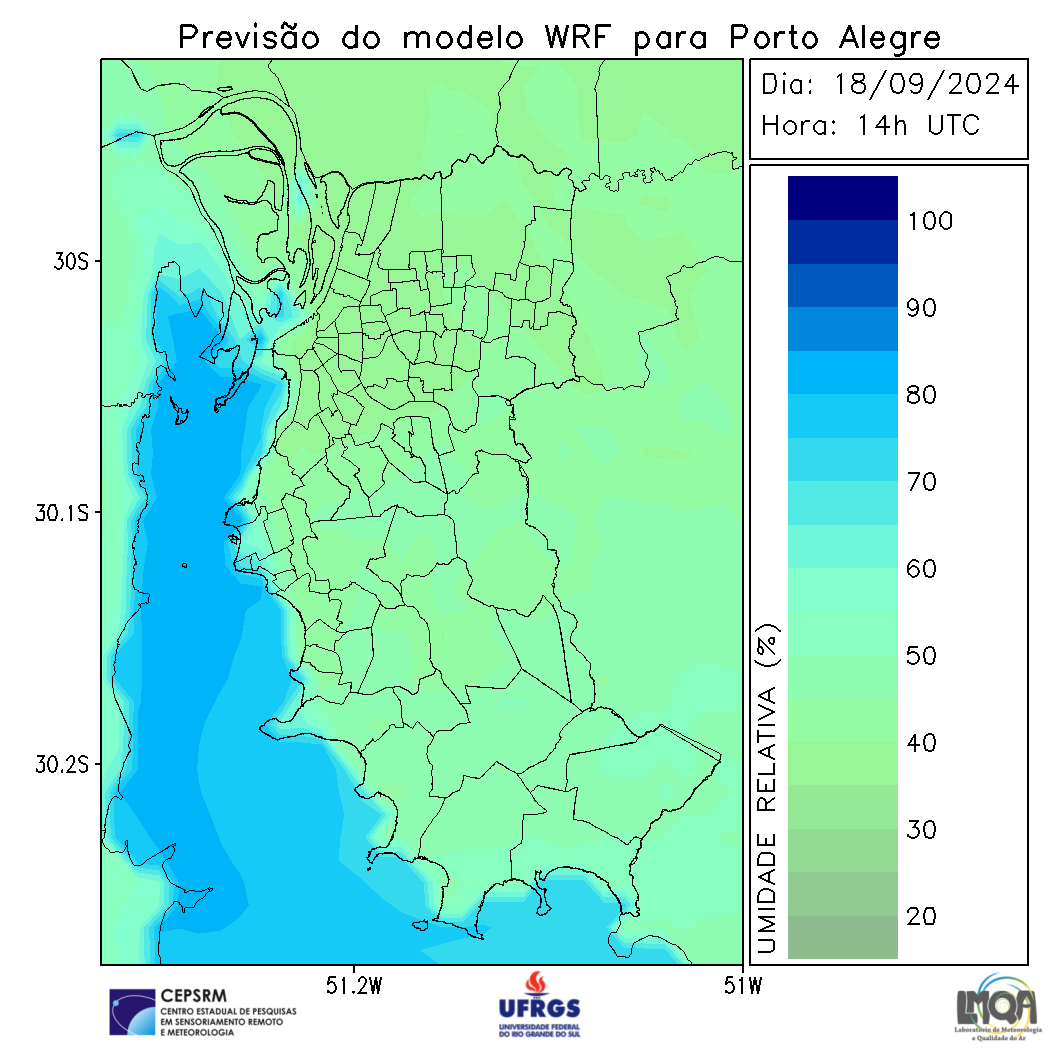 Previsão do modelo WRF para Porto Alegre
Dia: 18/09/2024
Hora: 14h UTC
30S
30.1S
30.2S
51.2W
51W
100
90
80
70
60
50
40
30
20
UMIDADE RELATIVA (%)
CEPSRM
CENTRO ESTADUAL DE PESQUISAS
EM SENSORIAMENTO REMOTO
E METEOROLOGIA
UFRGS
UNIVERSIDADE FEDERAL
DO RIO GRANDE DO SUL
LMQA
Laboratório de Meteorologia
e Qualidade do Ar